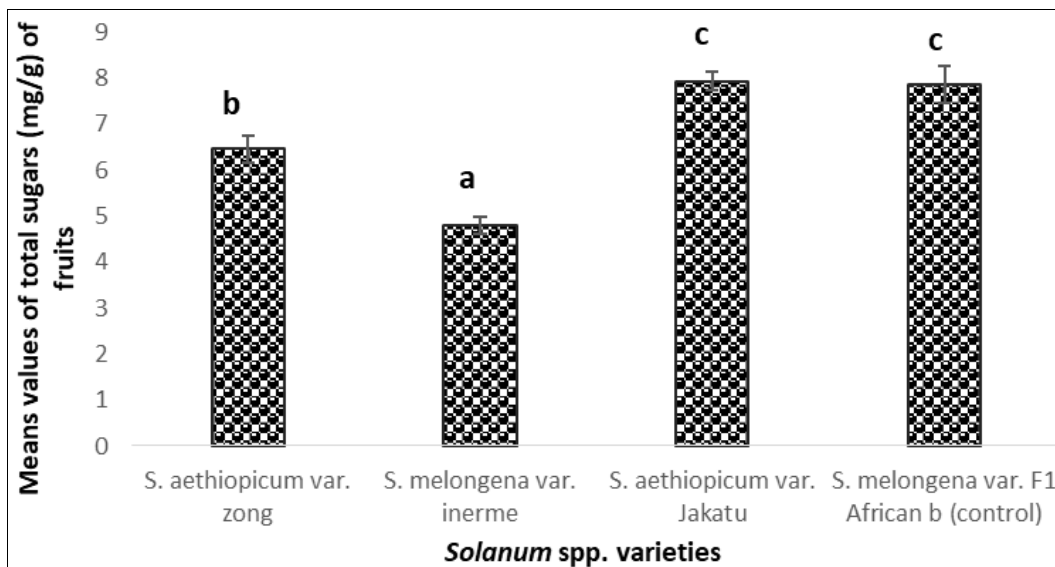 Means values of total sugars (mg/g) of
fruits
9
8
7
6
5
4
3
2
1
0
b
a
c
c
S. aethiopicum var.
zong
S. melongena var.
inerme
S. aethiopicum var.
Jakatu
S. melongena var. F1
African b (control)
Solanum spp. varieties